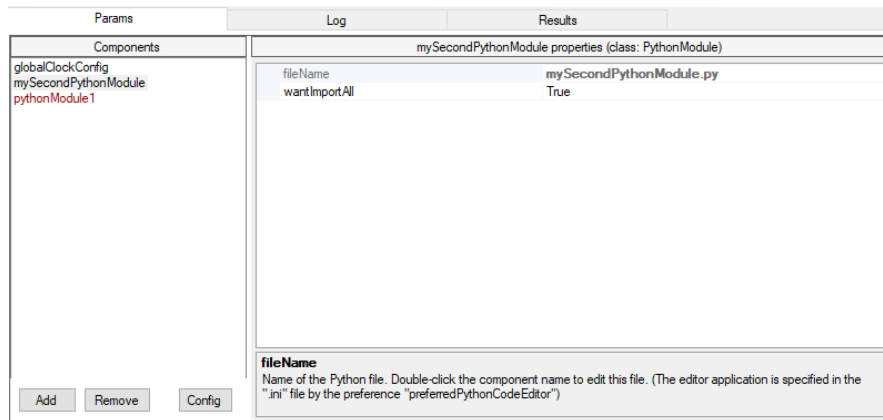 Params Log Results
Components
globalClockConfig
mySecondPythonModule
pythonModule1
Add Remove Config
mySecondPythonModule properties (class: PythonModule)
fileName mySecondPythonModule.py
wantImportAll True
fileName
Name of the Python file. Double-click the component name to edit this file. (The editor application is specified in the
".ini" file by the preference "preferredPythonCodeEditor")